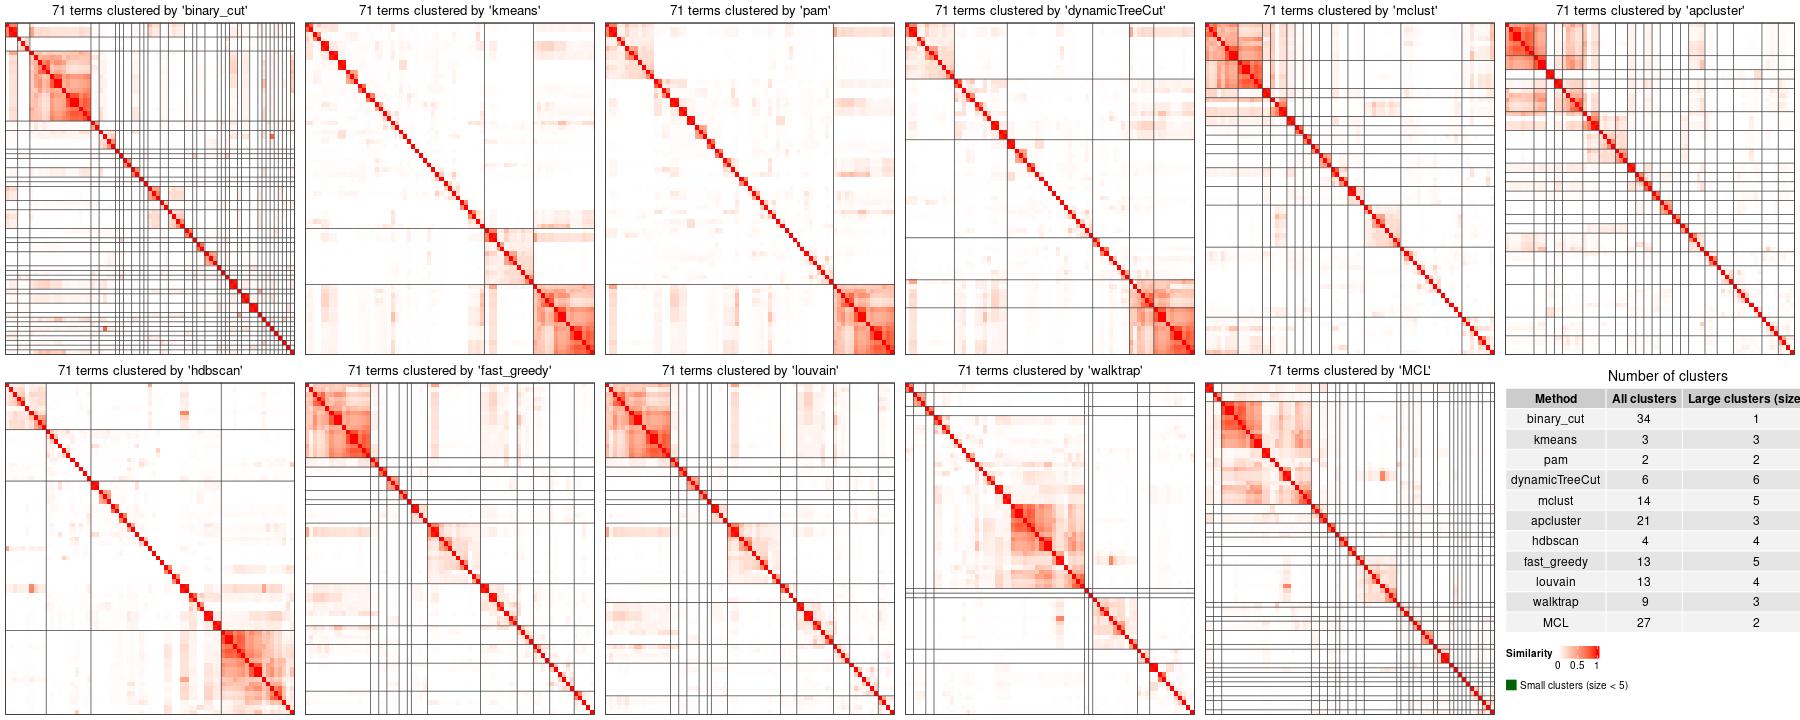 71 terms clustered by 'binary_cut'
71 terms clustered by 'kmeans'
71 terms clustered by 'pam'
71 terms clustered by 'dynamicTreeCut'
71 terms clustered by 'mclust'
71 terms clustered by 'apcluster'
71 terms clustered by 'hdbscan'
71 terms clustered by 'fast_greedy'
71 terms clustered by 'louvain'
71 terms clustered by 'walktrap'
71 terms clustered by 'MCL'
Number of clusters
Method All clusters Large clusters (size
binary_cut 34 1
kmeans 3 3
pam 2 2
dynamicTreeCut 6 6
mclust 14 5
apcluster 21 3
hdbscan 4 4
fast_greedy 13 5
louvain 13 4
walktrap 9 3
MCL 27 2
Similarity
0 0.5 1
Small clusters (size < 5)